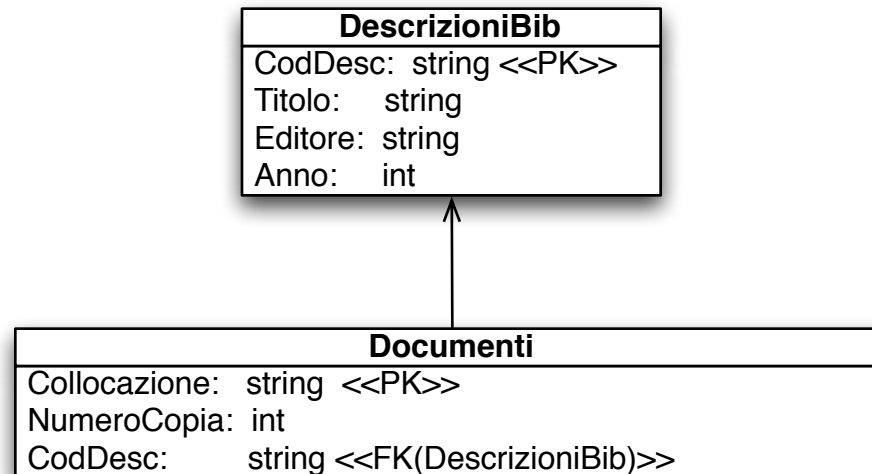 DescrizioniBib
CodDesc: string <<PK>>
Titolo: string
Editore: string
Anno: int
Documenti
Collocazione: string <<PK>>
NumeroCopia: int
CodDesc: string <<FK(DescrizioniBib)>>